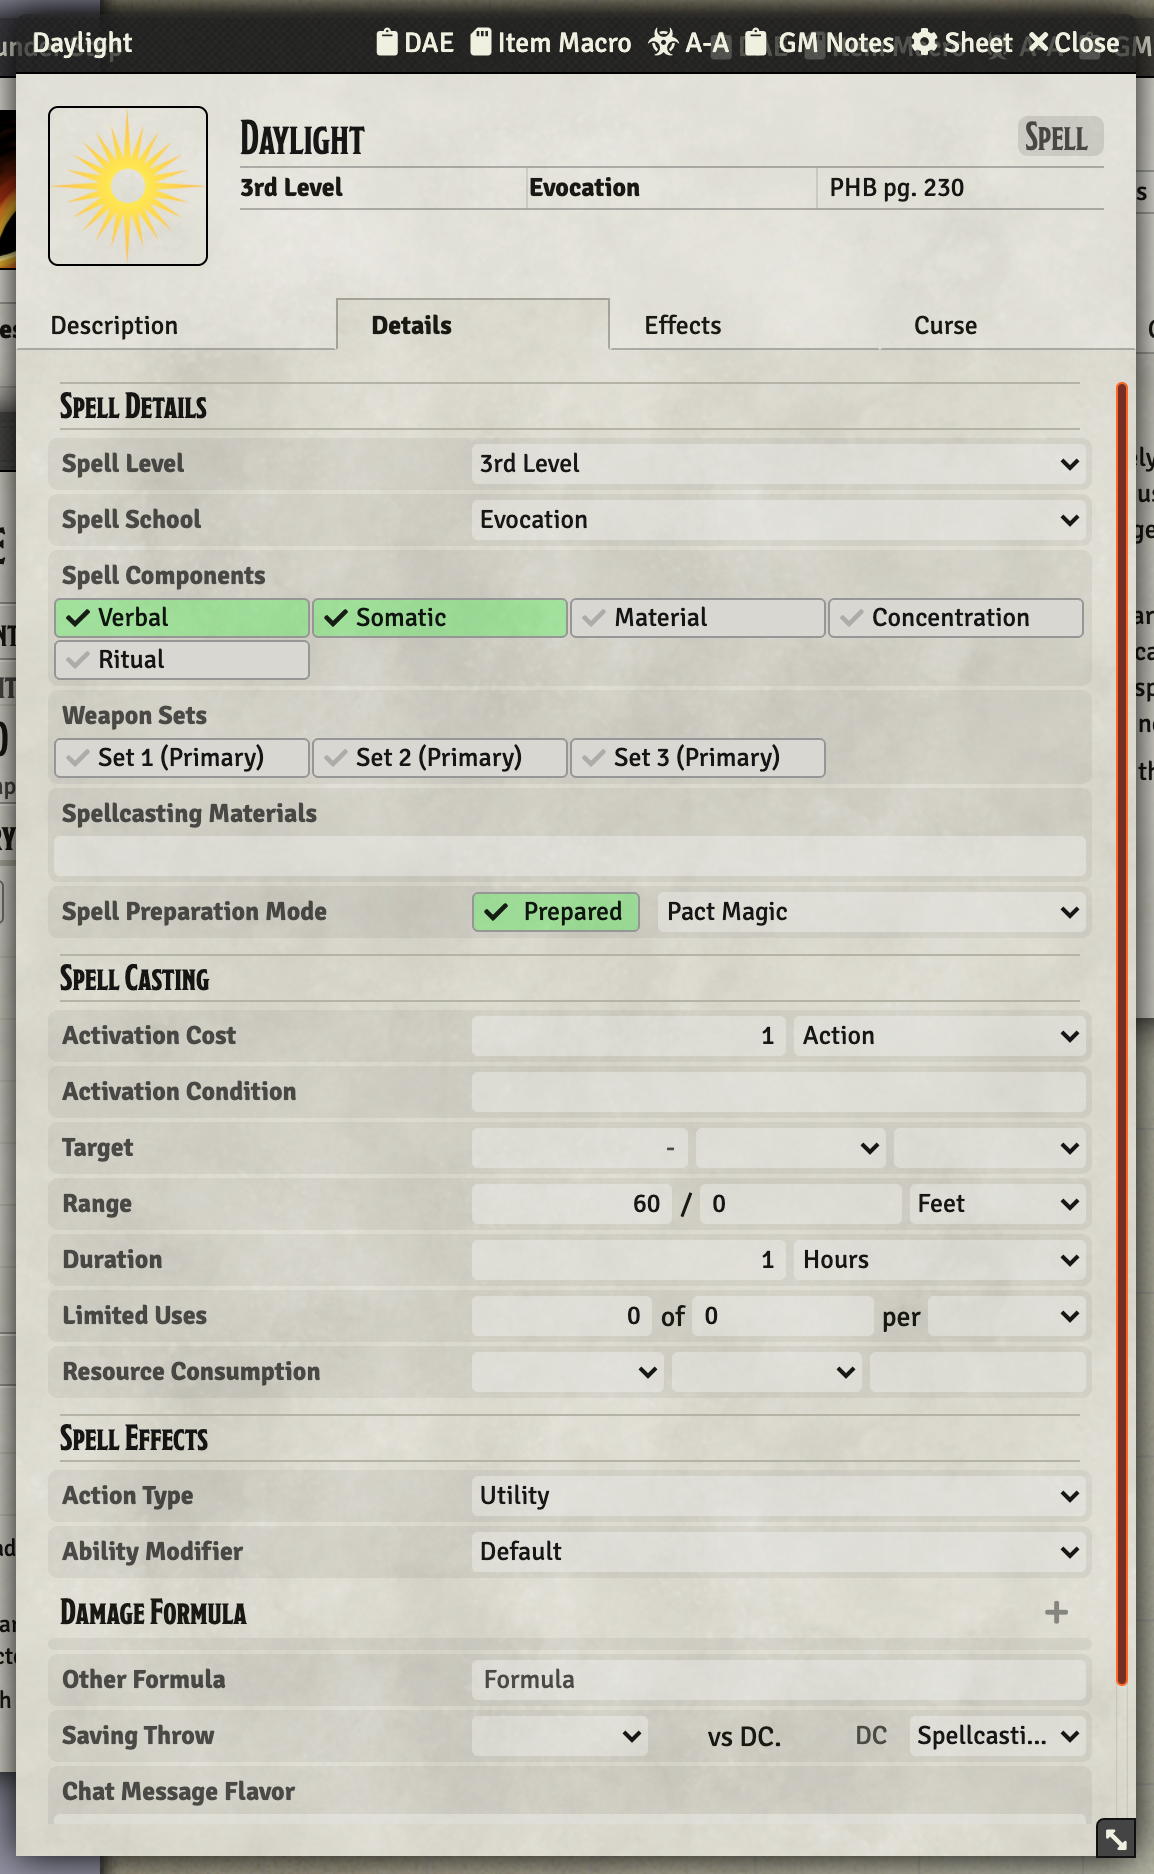 Daylight DAE Item Macro A-A GM Notes Sheet Close
Daylight
Spell
3rd Level Evocation PHB pg. 230
Description Details Effects Curse
Spell Details
Spell Level 3rd Level
Spell School Evocation
Spell Components
Verbal Somatic Material Concentration
Ritual
Weapon Sets
Set 1 (Primary) Set 2 (Primary) Set 3 (Primary)
Spellcasting Materials
Spell Preparation Mode Prepared Pact Magic
Spell Casting
Activation Cost 1 Action
Activation Condition
Target -
Range 60 / 0 Feet
Duration 1 Hours
Limited Uses 0 of 0 per
Resource Consumption
Spell Effects
Action Type Utility
Ability Modifier Default
Damage Formula
Other Formula Formula
Saving Throw vs DC. DC Spellcasti...
Chat Message Flavor